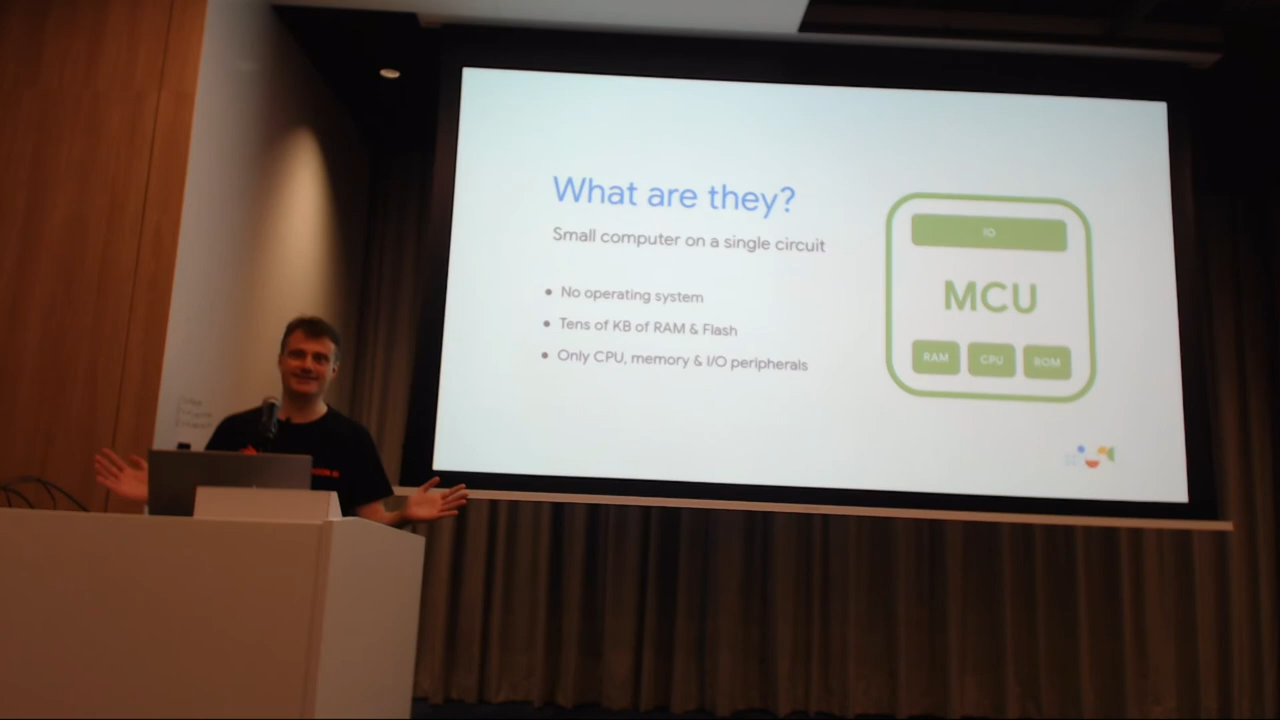 What are they?
Small computer on a single circuit
No operating system
Tens of KB of RAM & Flash
Only CPU, memory & I/O peripherals
IO
MCU
RAM CPU ROM